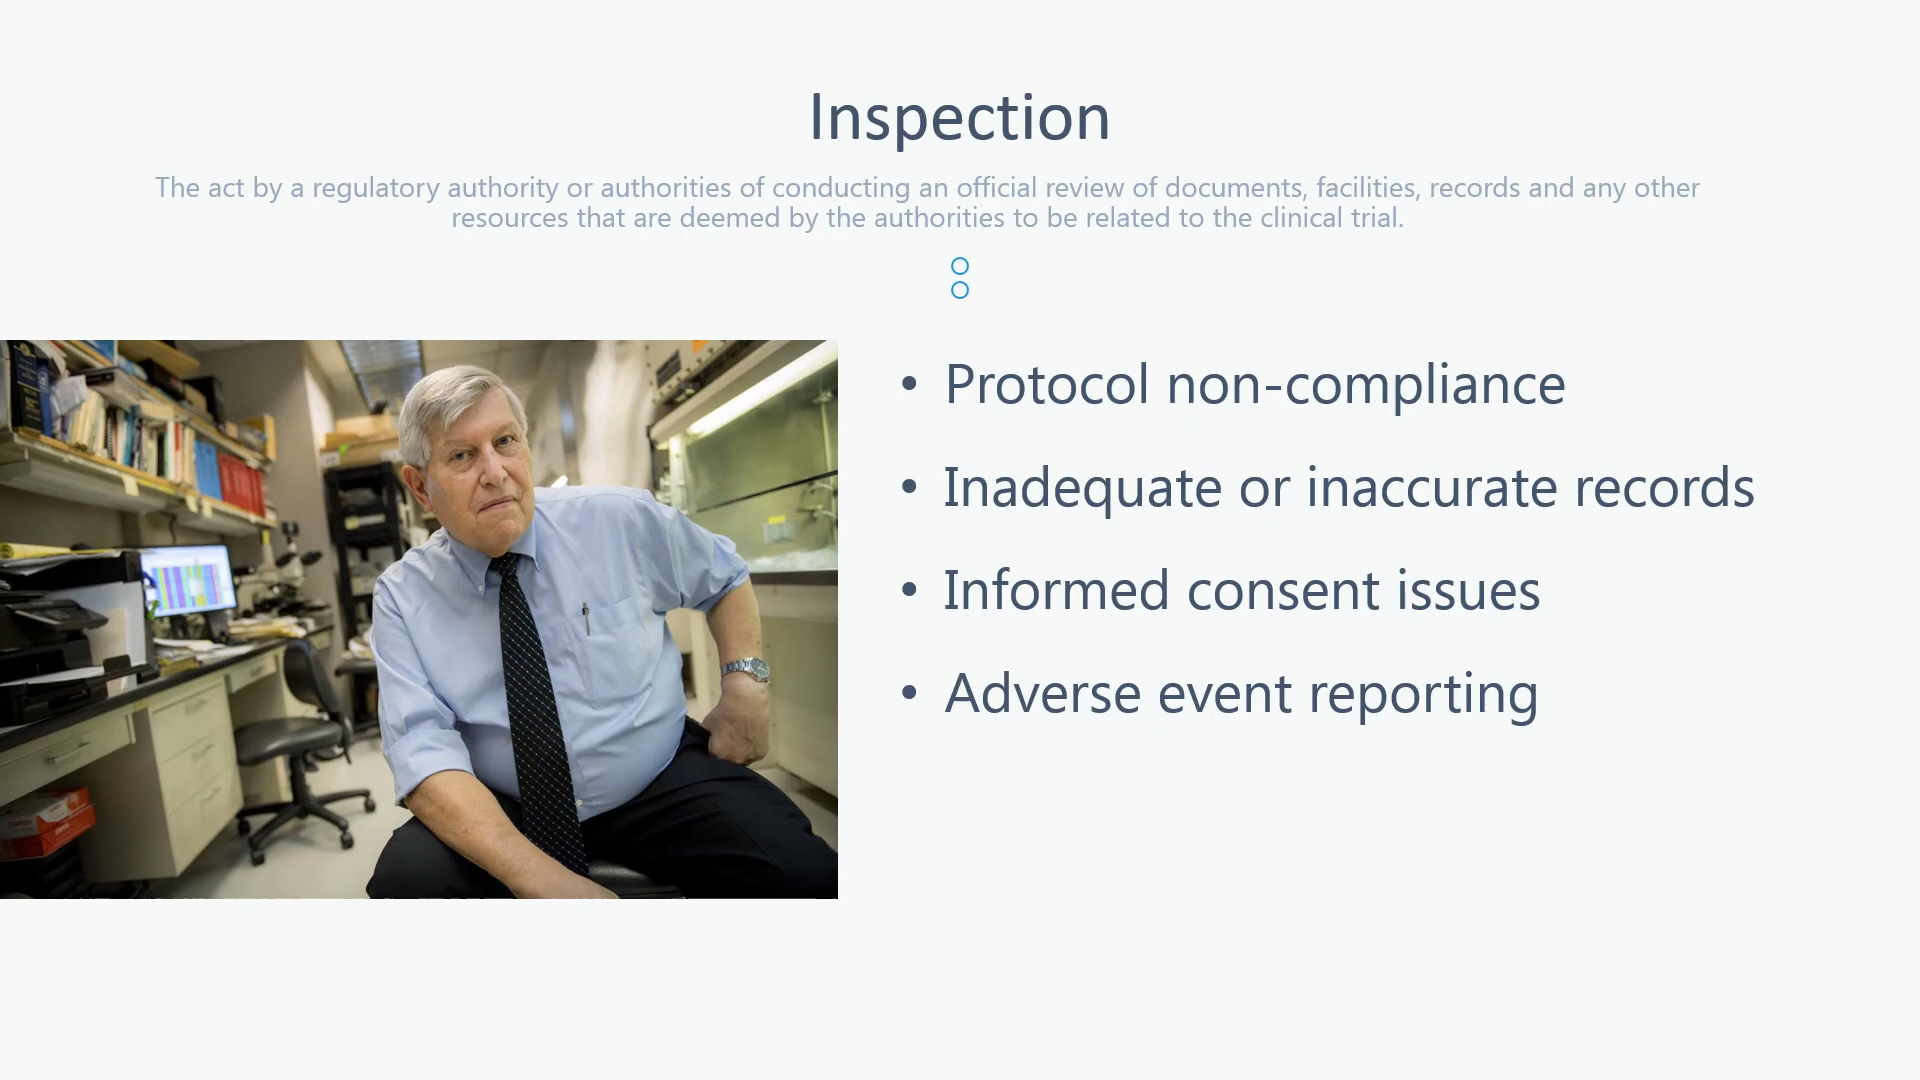 Inspection
The act by a regulatory authority or authorities of conducting an official review of documents, facilities, records and any other
resources that are deemed by the authorities to be related to the clinical trial.
• Protocol non-compliance
• Inadequate or inaccurate records
• Informed consent issues
• Adverse event reporting